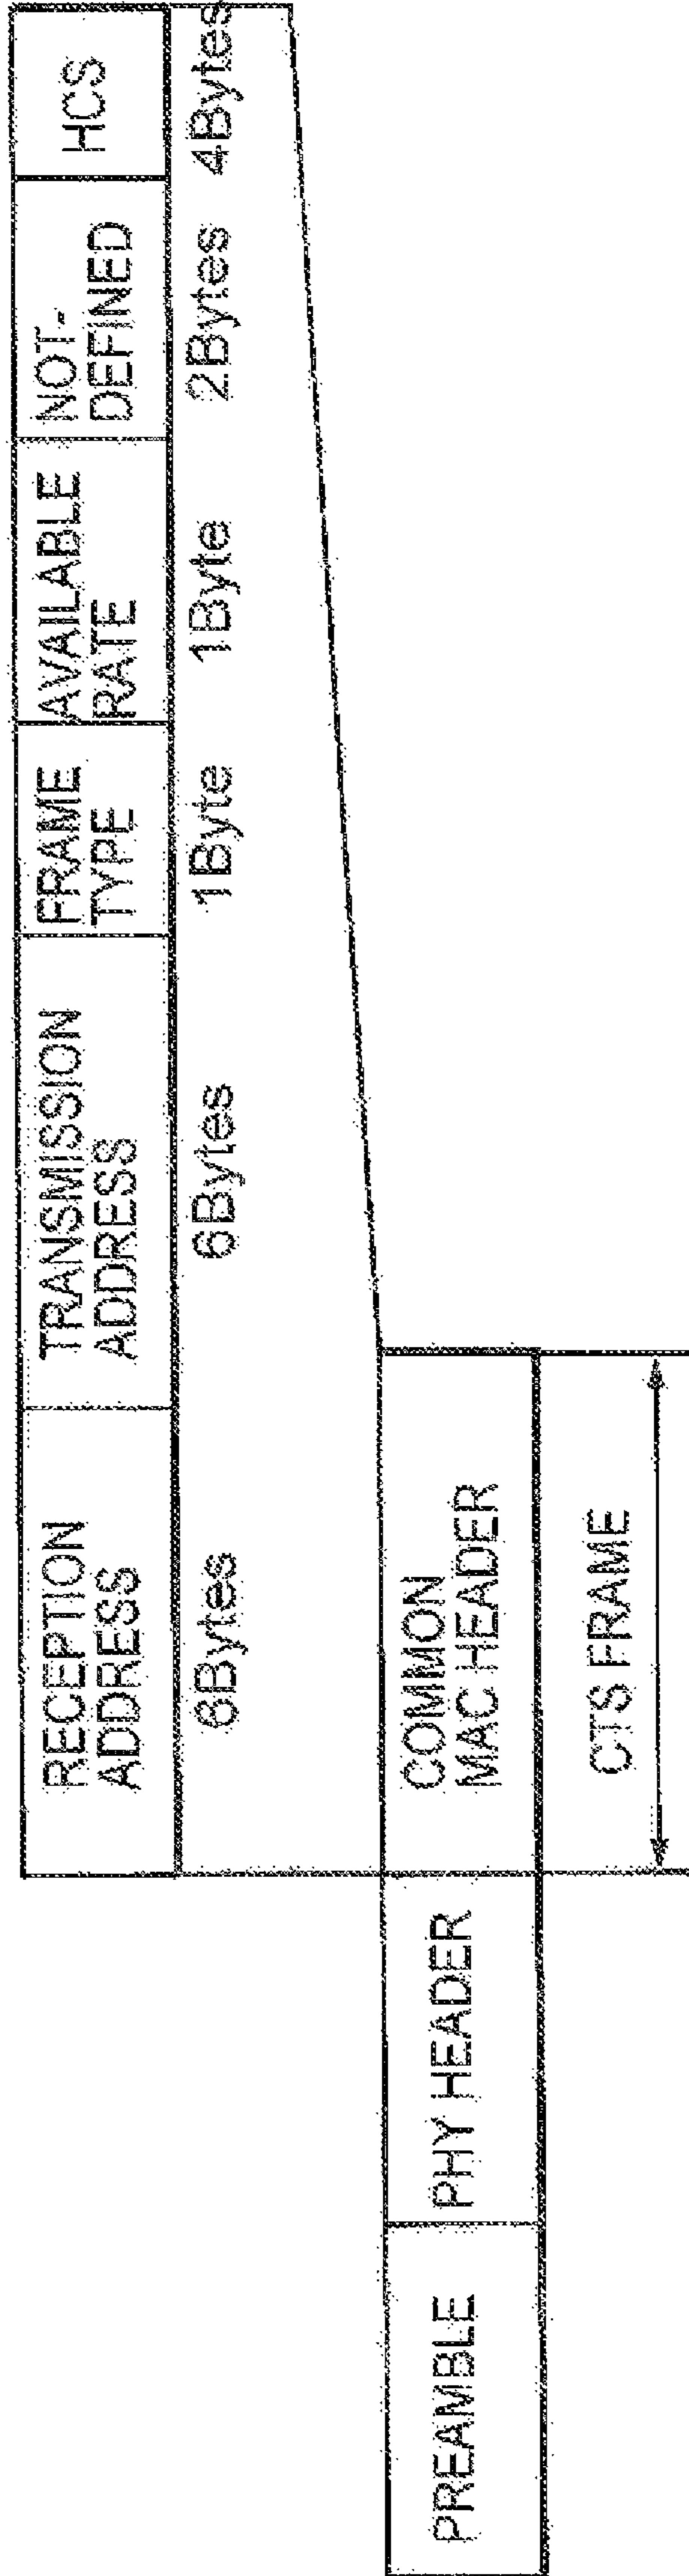 RECEPTION
ADDRESS
TRANSMISSION
ADDRESS
FRAME
TYPE
AVAILABLE
RATE
NOT-
DEFINED
HCS
6Bytes
6Bytes
1Byte
1Byte
2Bytes
4Bytes
PREAMBLE
PHY HEADER
COMMON
MAC HEADER
CTS FRAME